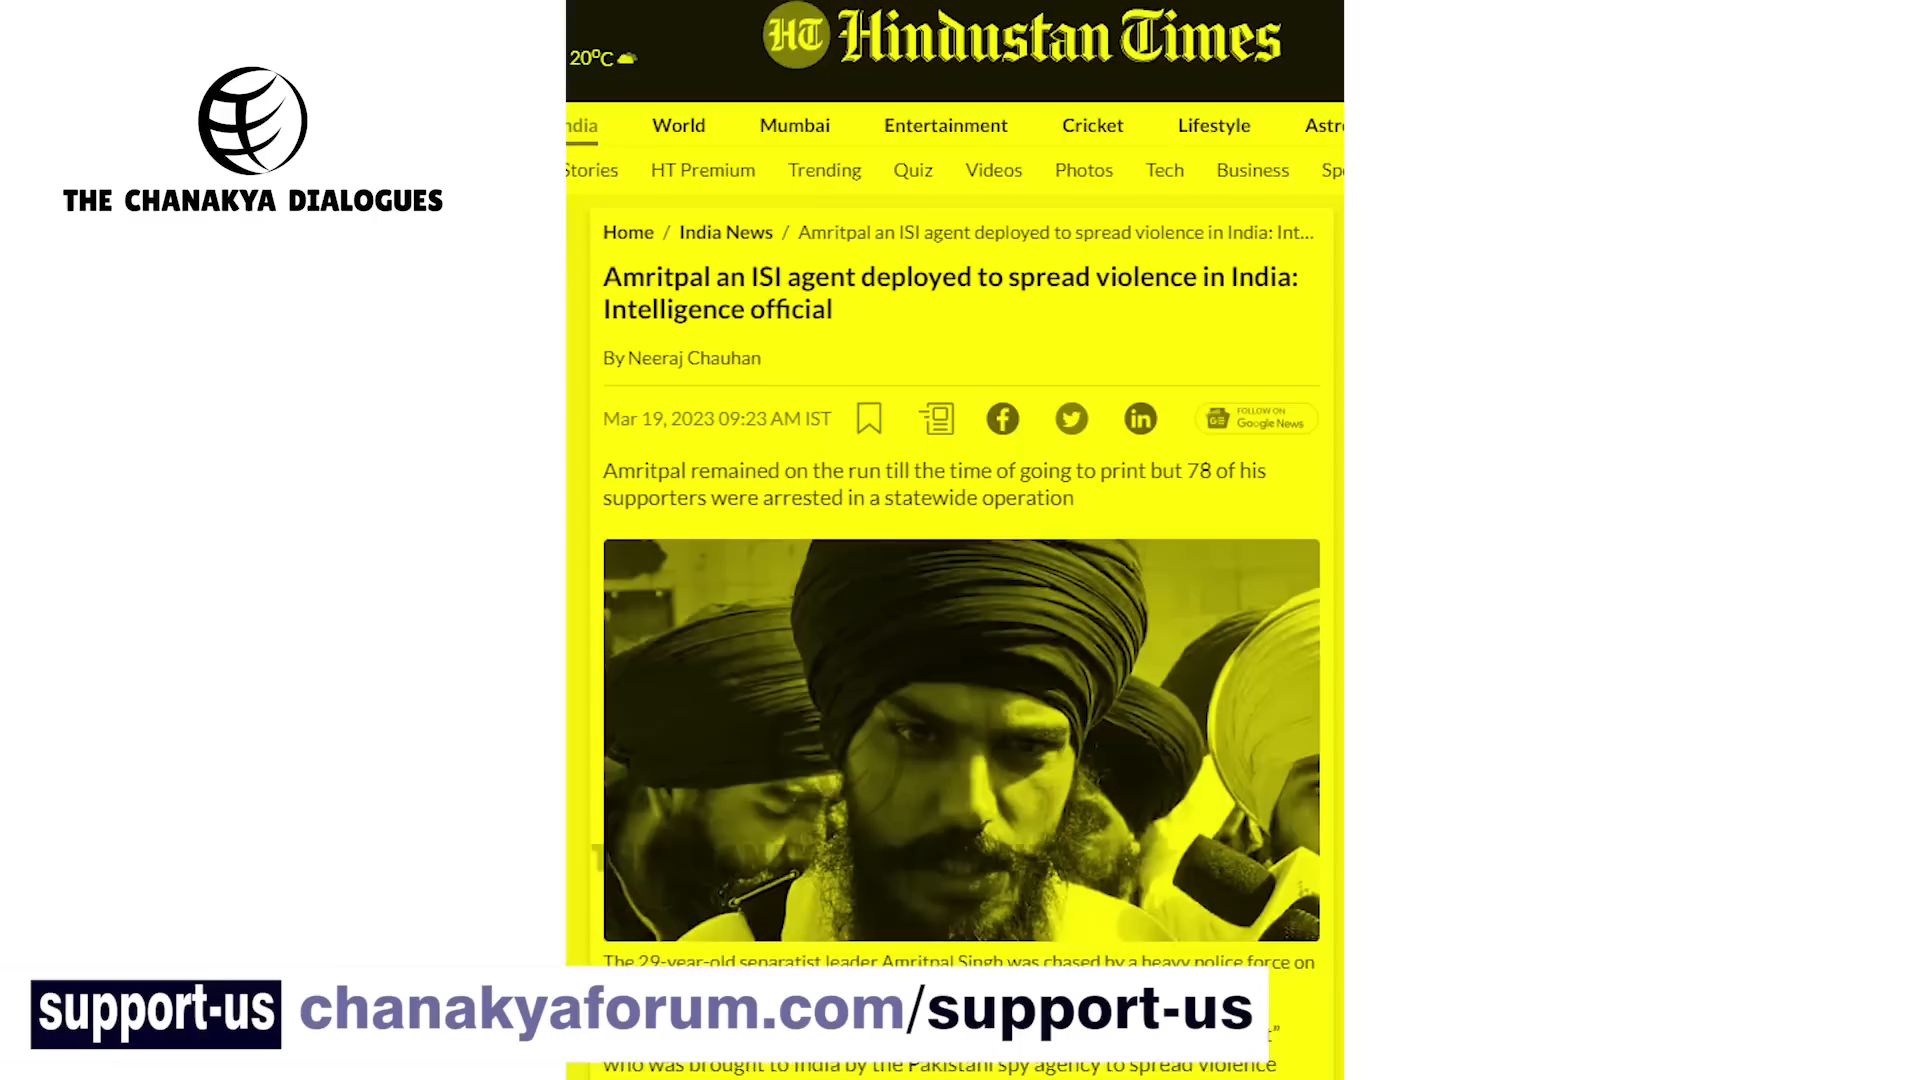 HT Hindustan Times
20°C
THE CHANAKYA DIALOGUES
ndia World Mumbai Entertainment Cricket Lifestyle Astr
Stories HT Premium Trending Quiz Videos Photos Tech Business Sp
Home / India News / Amritpal an ISI agent deployed to spread violence in India: Int...
Amritpal an ISI agent deployed to spread violence in India:
Intelligence official
By Neeraj Chauhan
Mar 19, 2023 09:23 AM IST
FOLLOW ON
Google News
Amritpal remained on the run till the time of going to print but 78 of his
supporters were arrested in a statewide operation
The 29-year-old separatist leader Amritpal Singh was chased by a heavy police force on
support-us chanakyaforum.com/support-us
who was brought to India by the Pakistani spy agency to spread violence